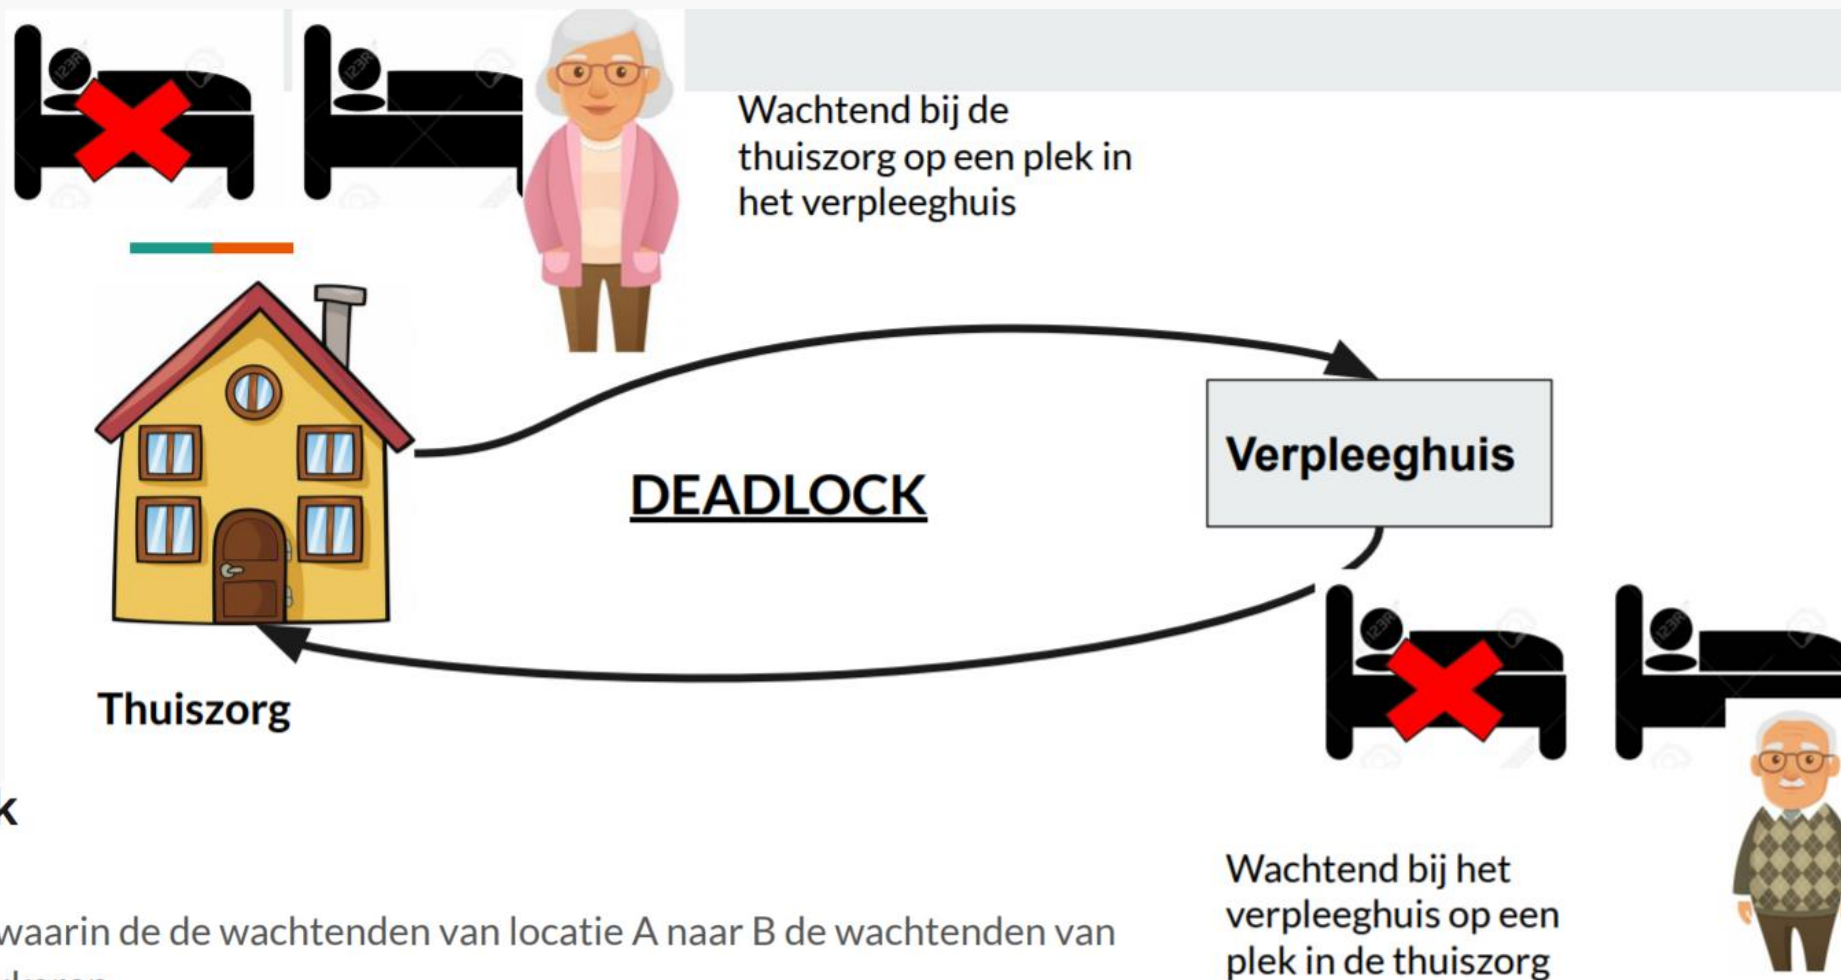 Wachtend bij de
thuiszorg op een plek in
het verpleeghuis
Verpleeghuis
DEADLOCK
Thuiszorg
k
Wachtend bij het
verpleeghuis op een
plek in de thuiszorg
waarin de de wachtenden van locatie A naar B de wachtenden van